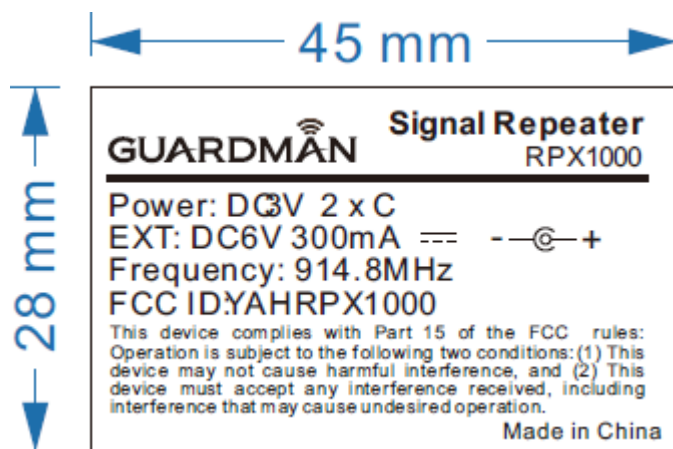 45 mm
28 mm
GUARDMAN
Signal Repeater
RPX1000
Power: DC3V 2 x C
EXT: DC6V 300mA - +
Frequency: 914.8MHz
FCC ID:YAHRPX1000
This device complies with Part 15 of the FCC rules:
Operation is subject to the following two conditions: (1) This
device may not cause harmful interference, and (2) This
device must accept any interference received, including
interference that may cause undesired operation.
Made in China